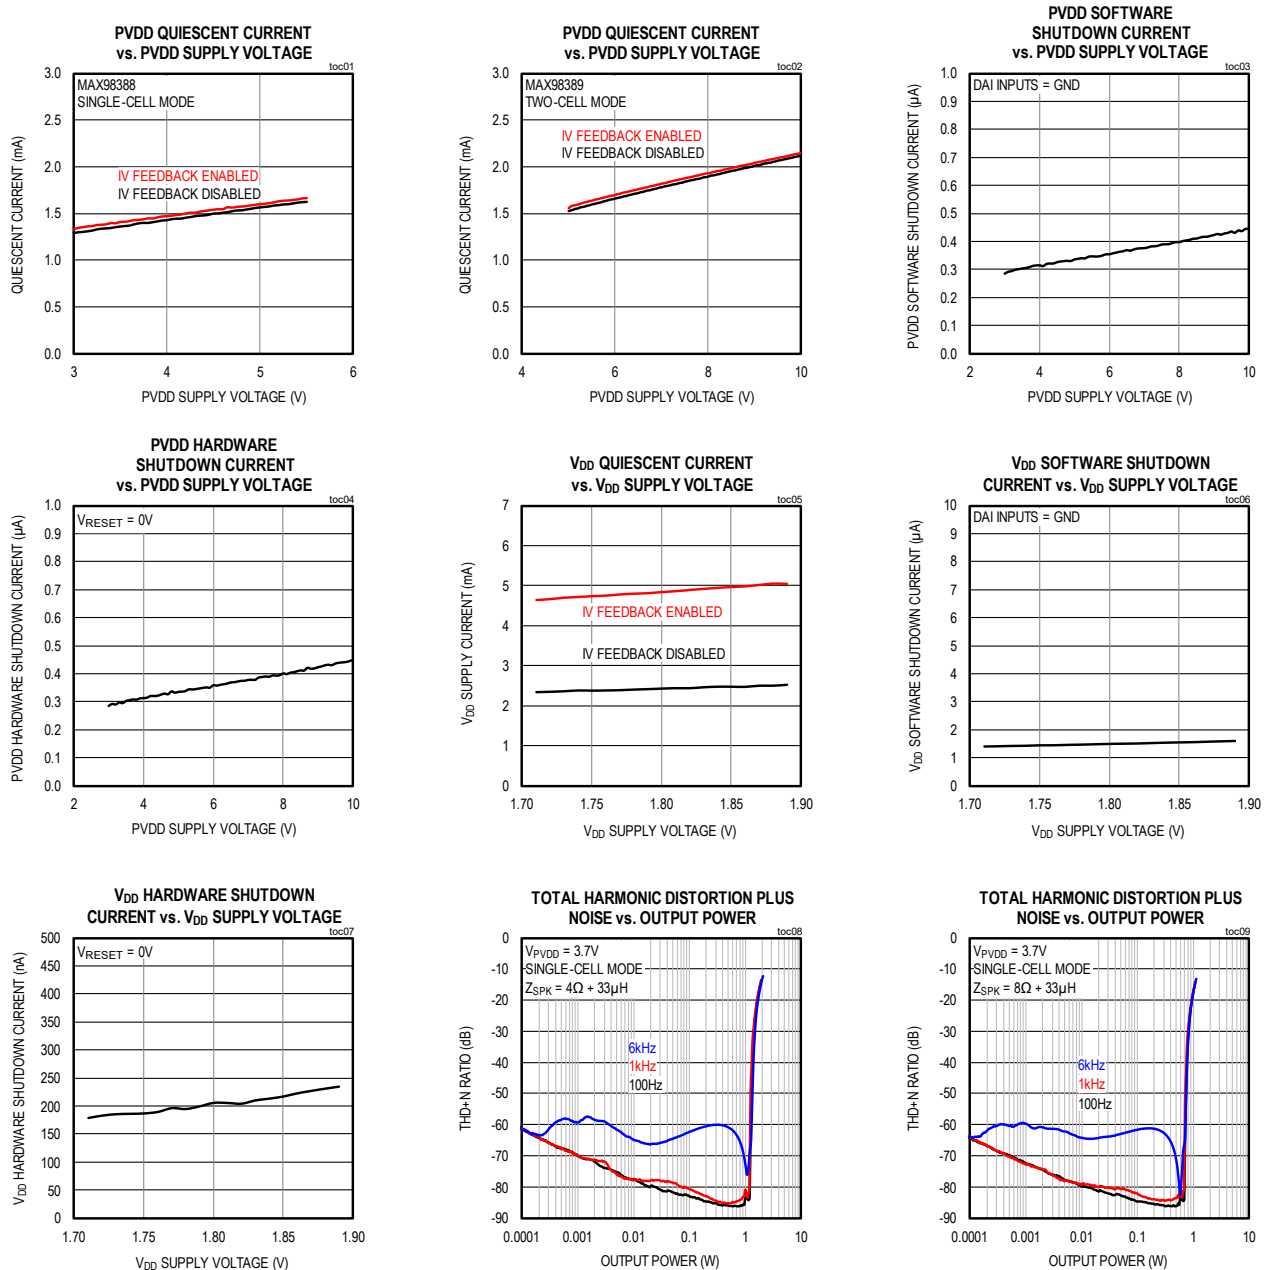 PVDD QUIESCENT CURRENT
vs. PVDD SUPPLY VOLTAGE
toc01
MAX98388
SINGLE-CELL MODE
IV FEEDBACK ENABLED
IV FEEDBACK DISABLED
QUIESCENT CURRENT (mA)
3.0
2.5
2.0
1.5
1.0
0.5
0.0
3
4
5
6
PVDD SUPPLY VOLTAGE (V)
PVDD QUIESCENT CURRENT
vs. PVDD SUPPLY VOLTAGE
toc02
MAX98389
TWO-CELL MODE
IV FEEDBACK ENABLED
IV FEEDBACK DISABLED
QUIESCENT CURRENT (mA)
3.0
2.5
2.0
1.5
1.0
0.5
0.0
2
4
6
8
10
PVDD SUPPLY VOLTAGE (V)
PVDD SOFTWARE
SHUTDOWN CURRENT
vs. PVDD SUPPLY VOLTAGE
toc03
DAI INPUTS = GND
PVDD SOFTWARE SHUTDOWN CURRENT (µA)
1.0
0.9
0.8
0.7
0.6
0.5
0.4
0.3
0.2
0.1
0.0
2
4
6
8
10
PVDD SUPPLY VOLTAGE (V)
PVDD HARDWARE
SHUTDOWN CURRENT
vs. PVDD SUPPLY VOLTAGE
toc04
VRESET = 0V
PVDD HARDWARE SHUTDOWN CURRENT (µA)
1.0
0.9
0.8
0.7
0.6
0.5
0.4
0.3
0.2
0.1
0.0
2
4
6
8
10
PVDD SUPPLY VOLTAGE (V)
VDD QUIESCENT CURRENT
vs. VDD SUPPLY VOLTAGE
toc05
IV FEEDBACK ENABLED
IV FEEDBACK DISABLED
VDD SUPPLY CURRENT (mA)
7
6
5
4
3
2
1
0
1.70
1.75
1.80
1.85
1.90
VDD SUPPLY VOLTAGE (V)
VDD SOFTWARE SHUTDOWN
CURRENT vs. VDD SUPPLY VOLTAGE
toc06
DAI INPUTS = GND
VDD SOFTWARE SHUTDOWN CURRENT (µA)
10
9
8
7
6
5
4
3
2
1
0
1.70
1.75
1.80
1.85
1.90
VDD SUPPLY VOLTAGE (V)
VDD HARDWARE SHUTDOWN
CURRENT vs. VDD SUPPLY VOLTAGE
toc07
VRESET = 0V
VDD HARDWARE SHUTDOWN CURRENT (nA)
500
450
400
350
300
250
200
150
100
50
0
1.70
1.75
1.80
1.85
1.90
VDD SUPPLY VOLTAGE (V)
TOTAL HARMONIC DISTORTION PLUS
NOISE vs. OUTPUT POWER
toc08
VPVDD = 3.7V
SINGLE-CELL MODE
ZSPK = 4Ω + 33µH
6kHz
1kHz
100Hz
THD+N RATIO (dB)
0
-10
-20
-30
-40
-50
-60
-70
-80
-90
0.0001
0.001
0.01
0.1
1
10
OUTPUT POWER (W)
TOTAL HARMONIC DISTORTION PLUS
NOISE vs. OUTPUT POWER
toc09
VPVDD = 3.7V
SINGLE-CELL MODE
ZSPK = 8Ω + 33µH
6kHz
1kHz
100Hz
THD+N RATIO (dB)
0
-10
-20
-30
-40
-50
-60
-70
-80
-90
0.0001
0.001
0.01
0.1
1
10
OUTPUT POWER (W)